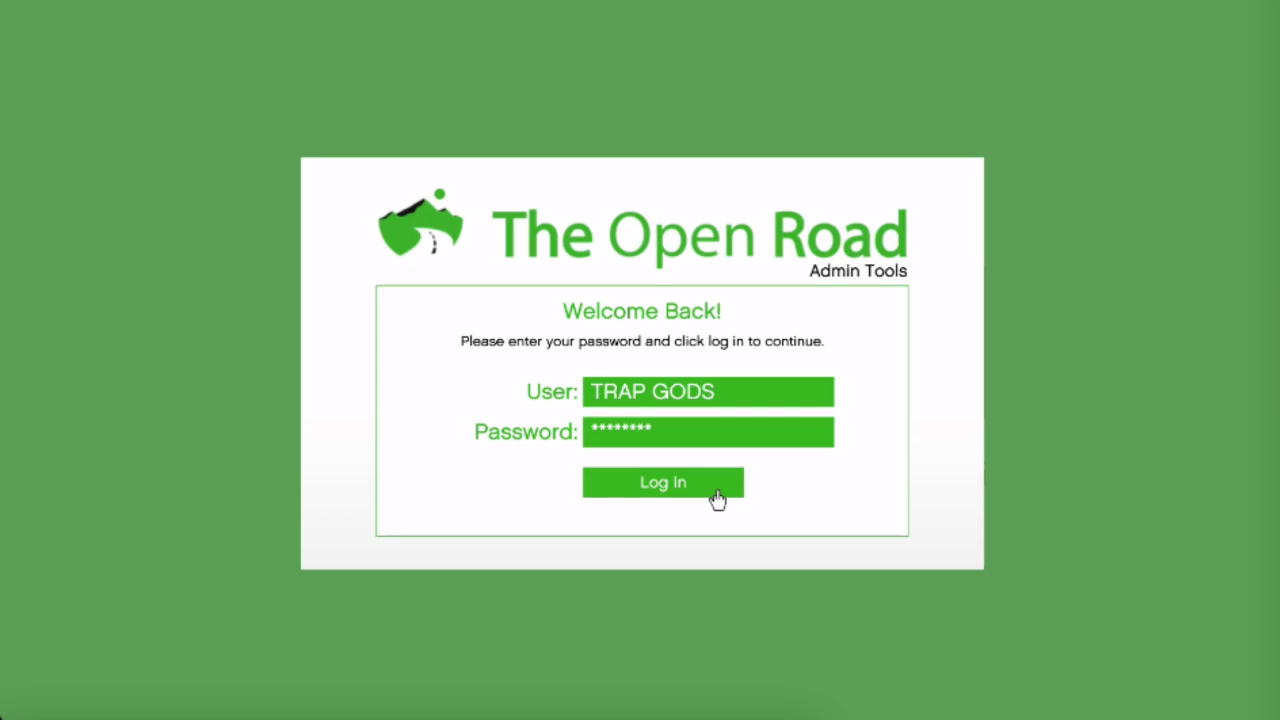 The Open Road
Admin Tools
Welcome Back!
Please enter your password and click log in to continue.
User: TRAP GODS
Password: ********
Log In